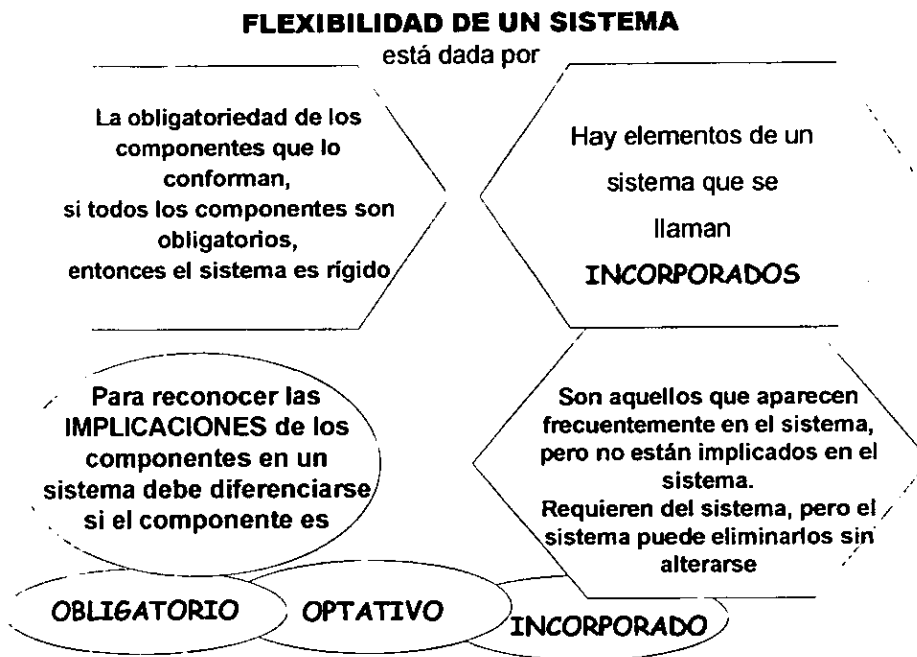 FLEXIBILIDAD DE UN SISTEMA
está dada por
La obligatoriedad de los
componentes que lo
conforman,
si todos los componentes son
obligatorios,
entonces el sistema es rígido
Hay elementos de un
sistema que se
llaman
INCORPORADOS
Para reconocer las
IMPLICACIONES de los
componentes en un
sistema debe diferenciarse
si el componente es
Son aquellos que aparecen
frecuentemente en el sistema,
pero no están implicados en el
sistema.
Requieren del sistema, pero el
sistema puede eliminarlos sin
alterarse
OBLIGATORIO
OPTATIVO
INCORPORADO